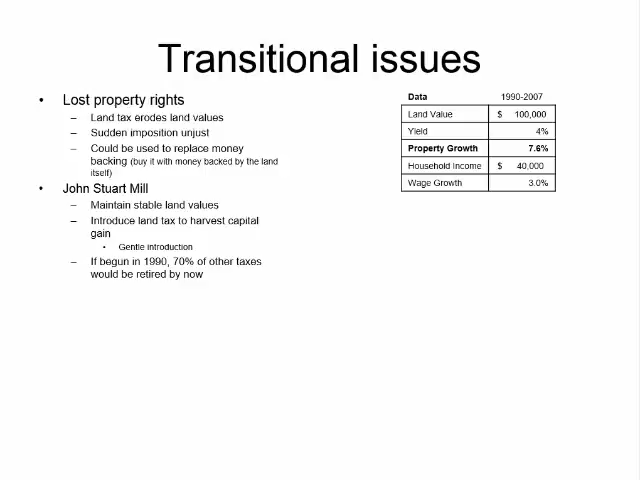 Transitional issues
• Lost property rights
– Land tax erodes land values
– Sudden imposition unjust
– Could be used to replace money
backing (buy it with money backed by the land
itself)
• John Stuart Mill
– Maintain stable land values
– Introduce land tax to harvest capital
gain
• Gentle introduction
– If begun in 1990, 70% of other taxes
would be retired by now
Data 1990-2007
Land Value $ 100,000
Yield 4%
Property Growth 7.6%
Household Income $ 40,000
Wage Growth 3.0%